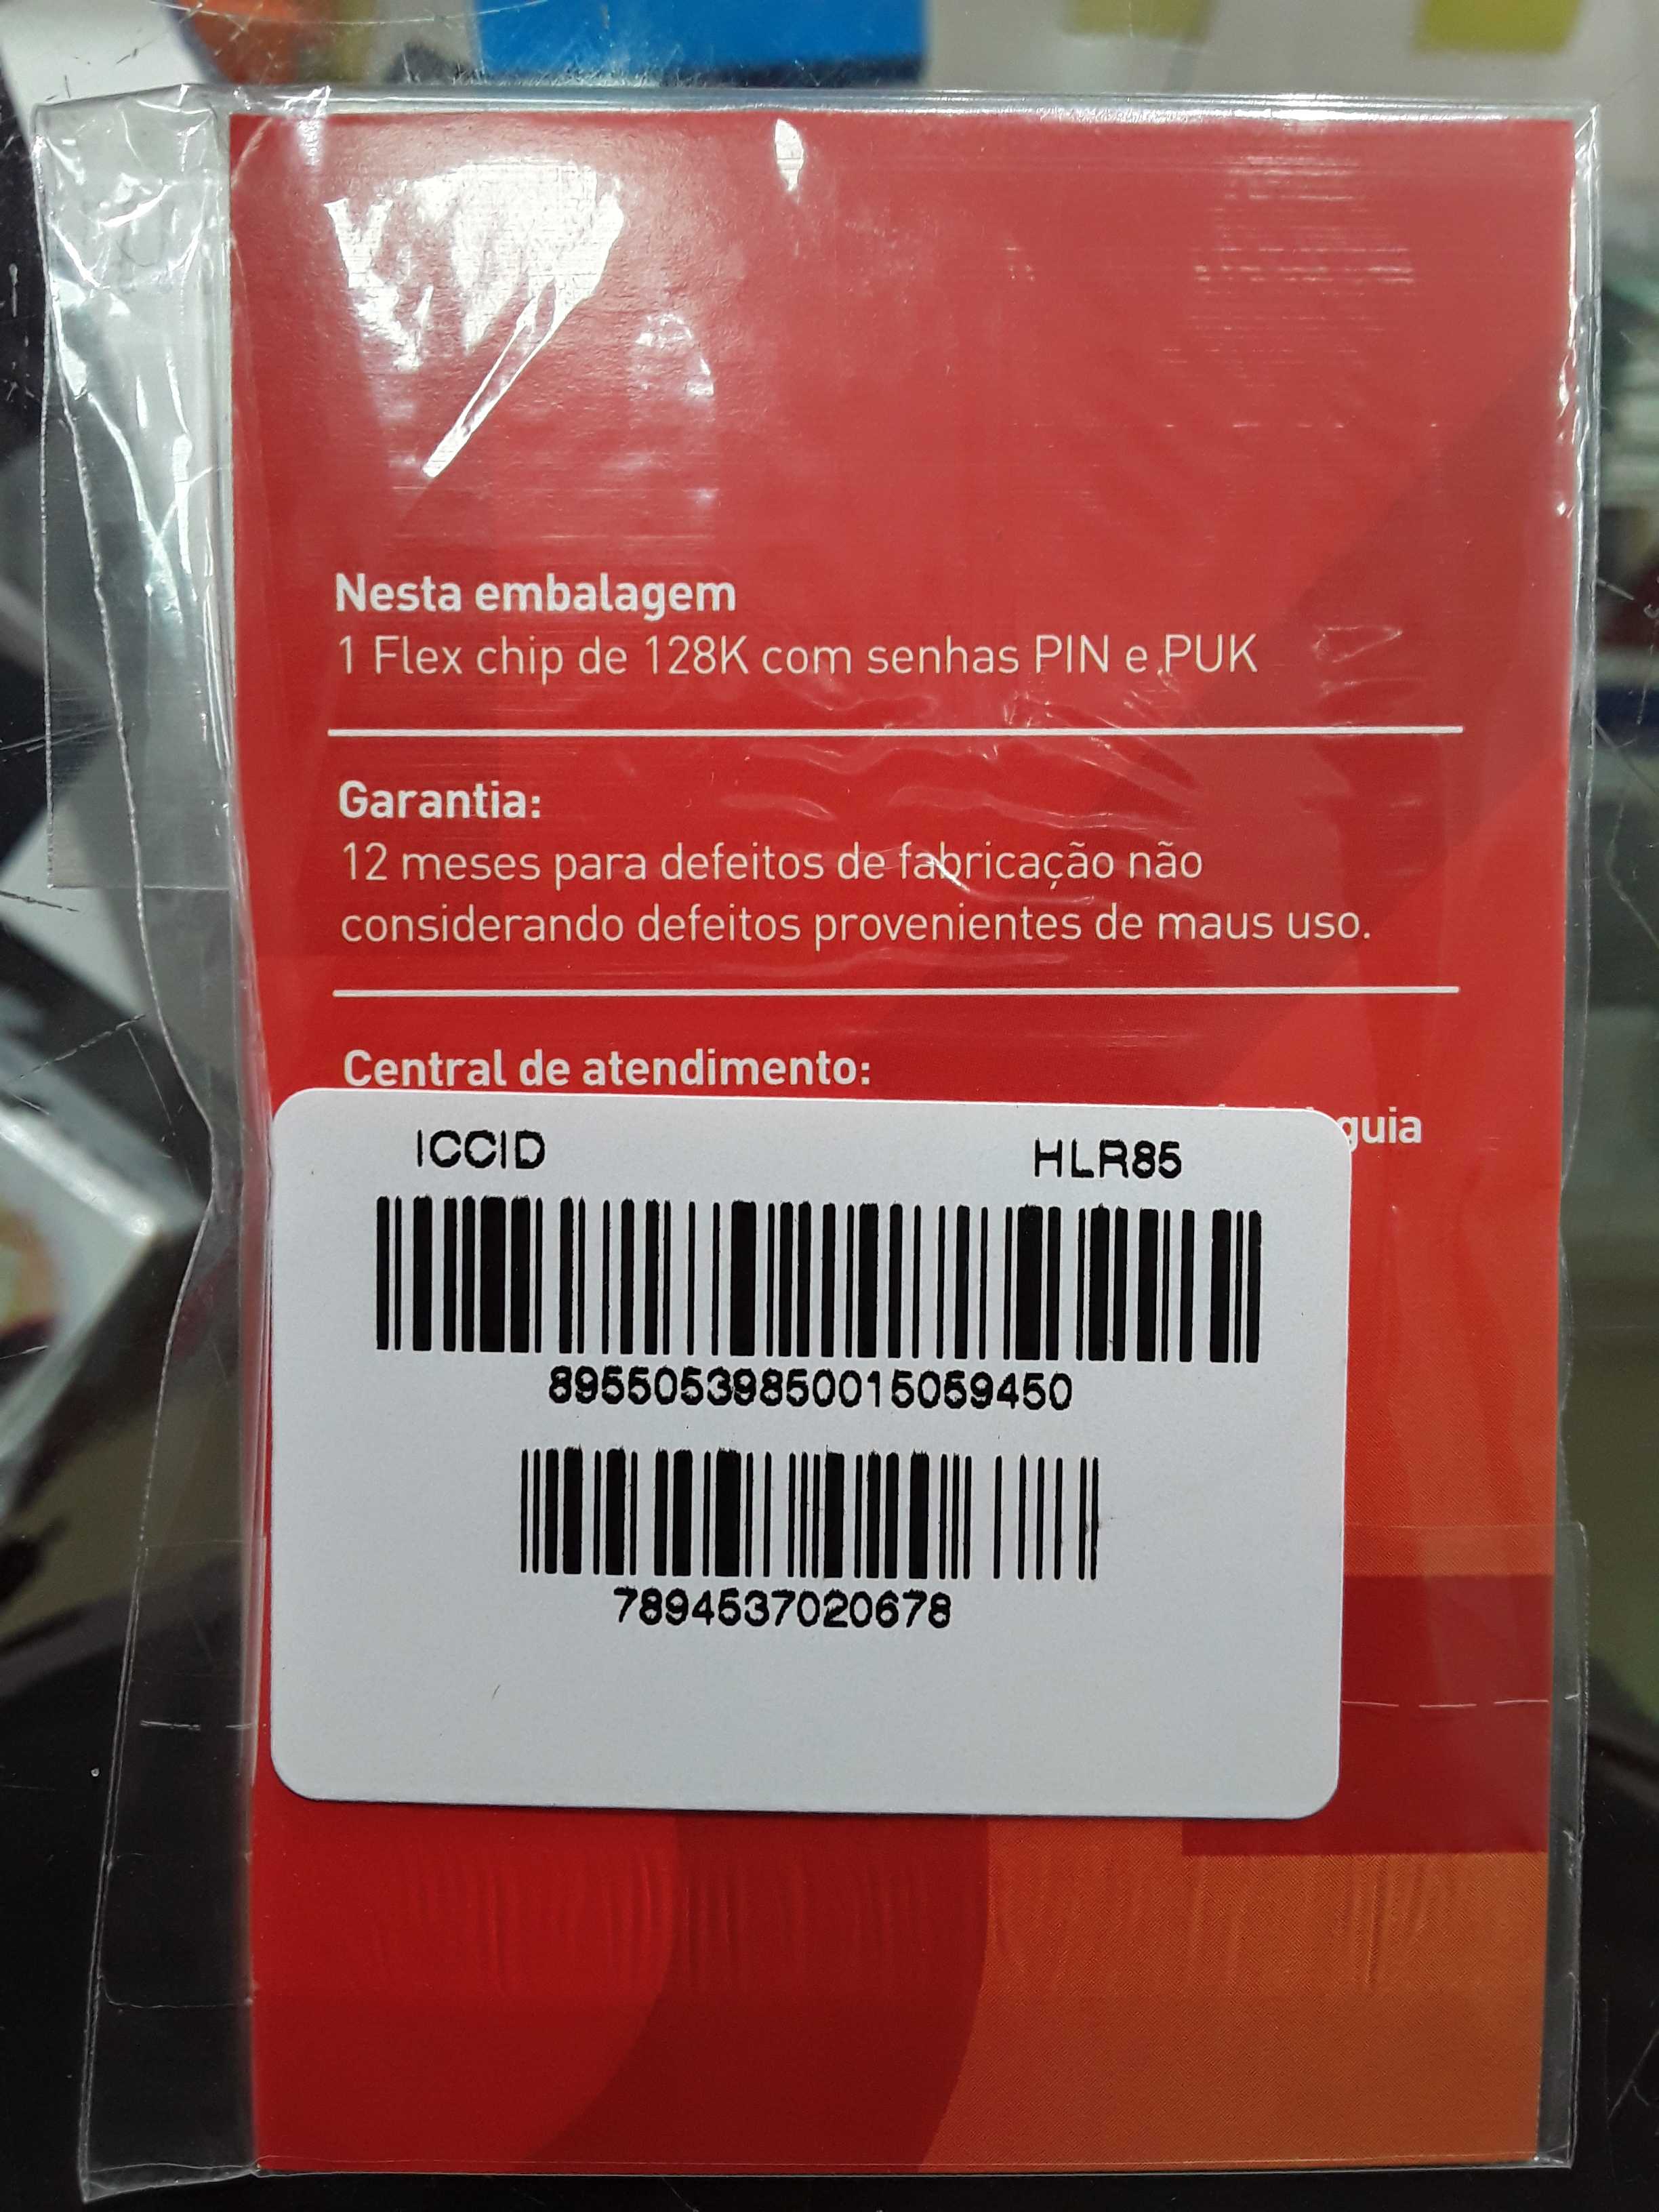 Nesta embalagem
1 Flex chip de 128K com senhas PIN e PUK
Garantia:
12 meses para defeitos de fabricação não
considerando defeitos provenientes de maus uso.
Central de atendimento:
guia
ICCID HLR85
89550539850015059450
7894537020678